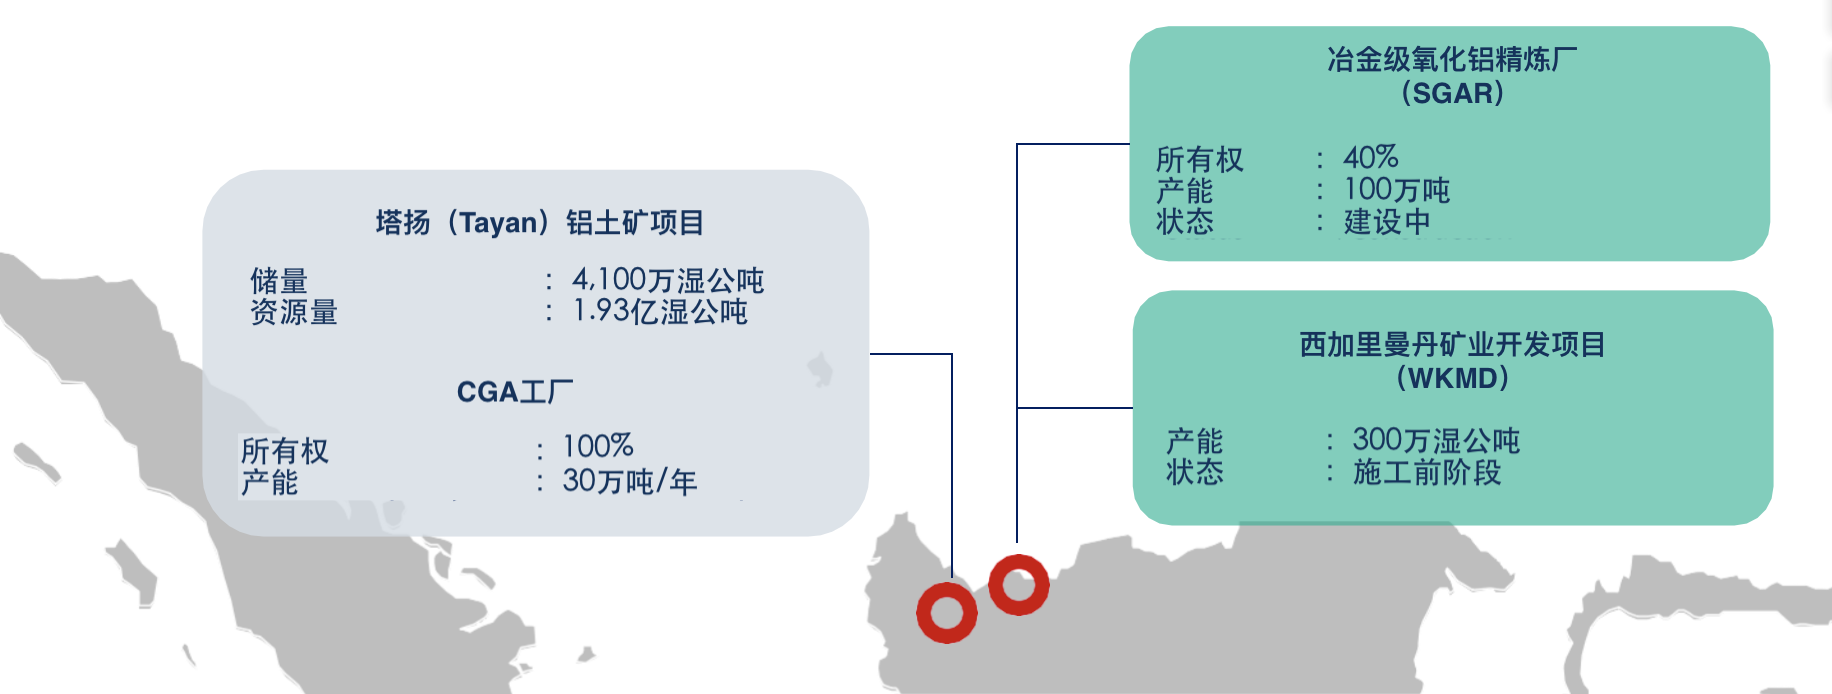 塔扬（Tayan）铝土矿项目
储量 : 4,100万湿公吨
资源量 : 1.93亿湿公吨
CGA工厂
所有权 : 100%
产能 : 30万吨/年
冶金级氧化铝精炼厂
（SGAR）
所有权 : 40%
产能 : 100万吨
状态 : 建设中
西加里曼丹矿业开发项目
（WKMD）
产能 : 300万湿公吨
状态 : 施工前阶段